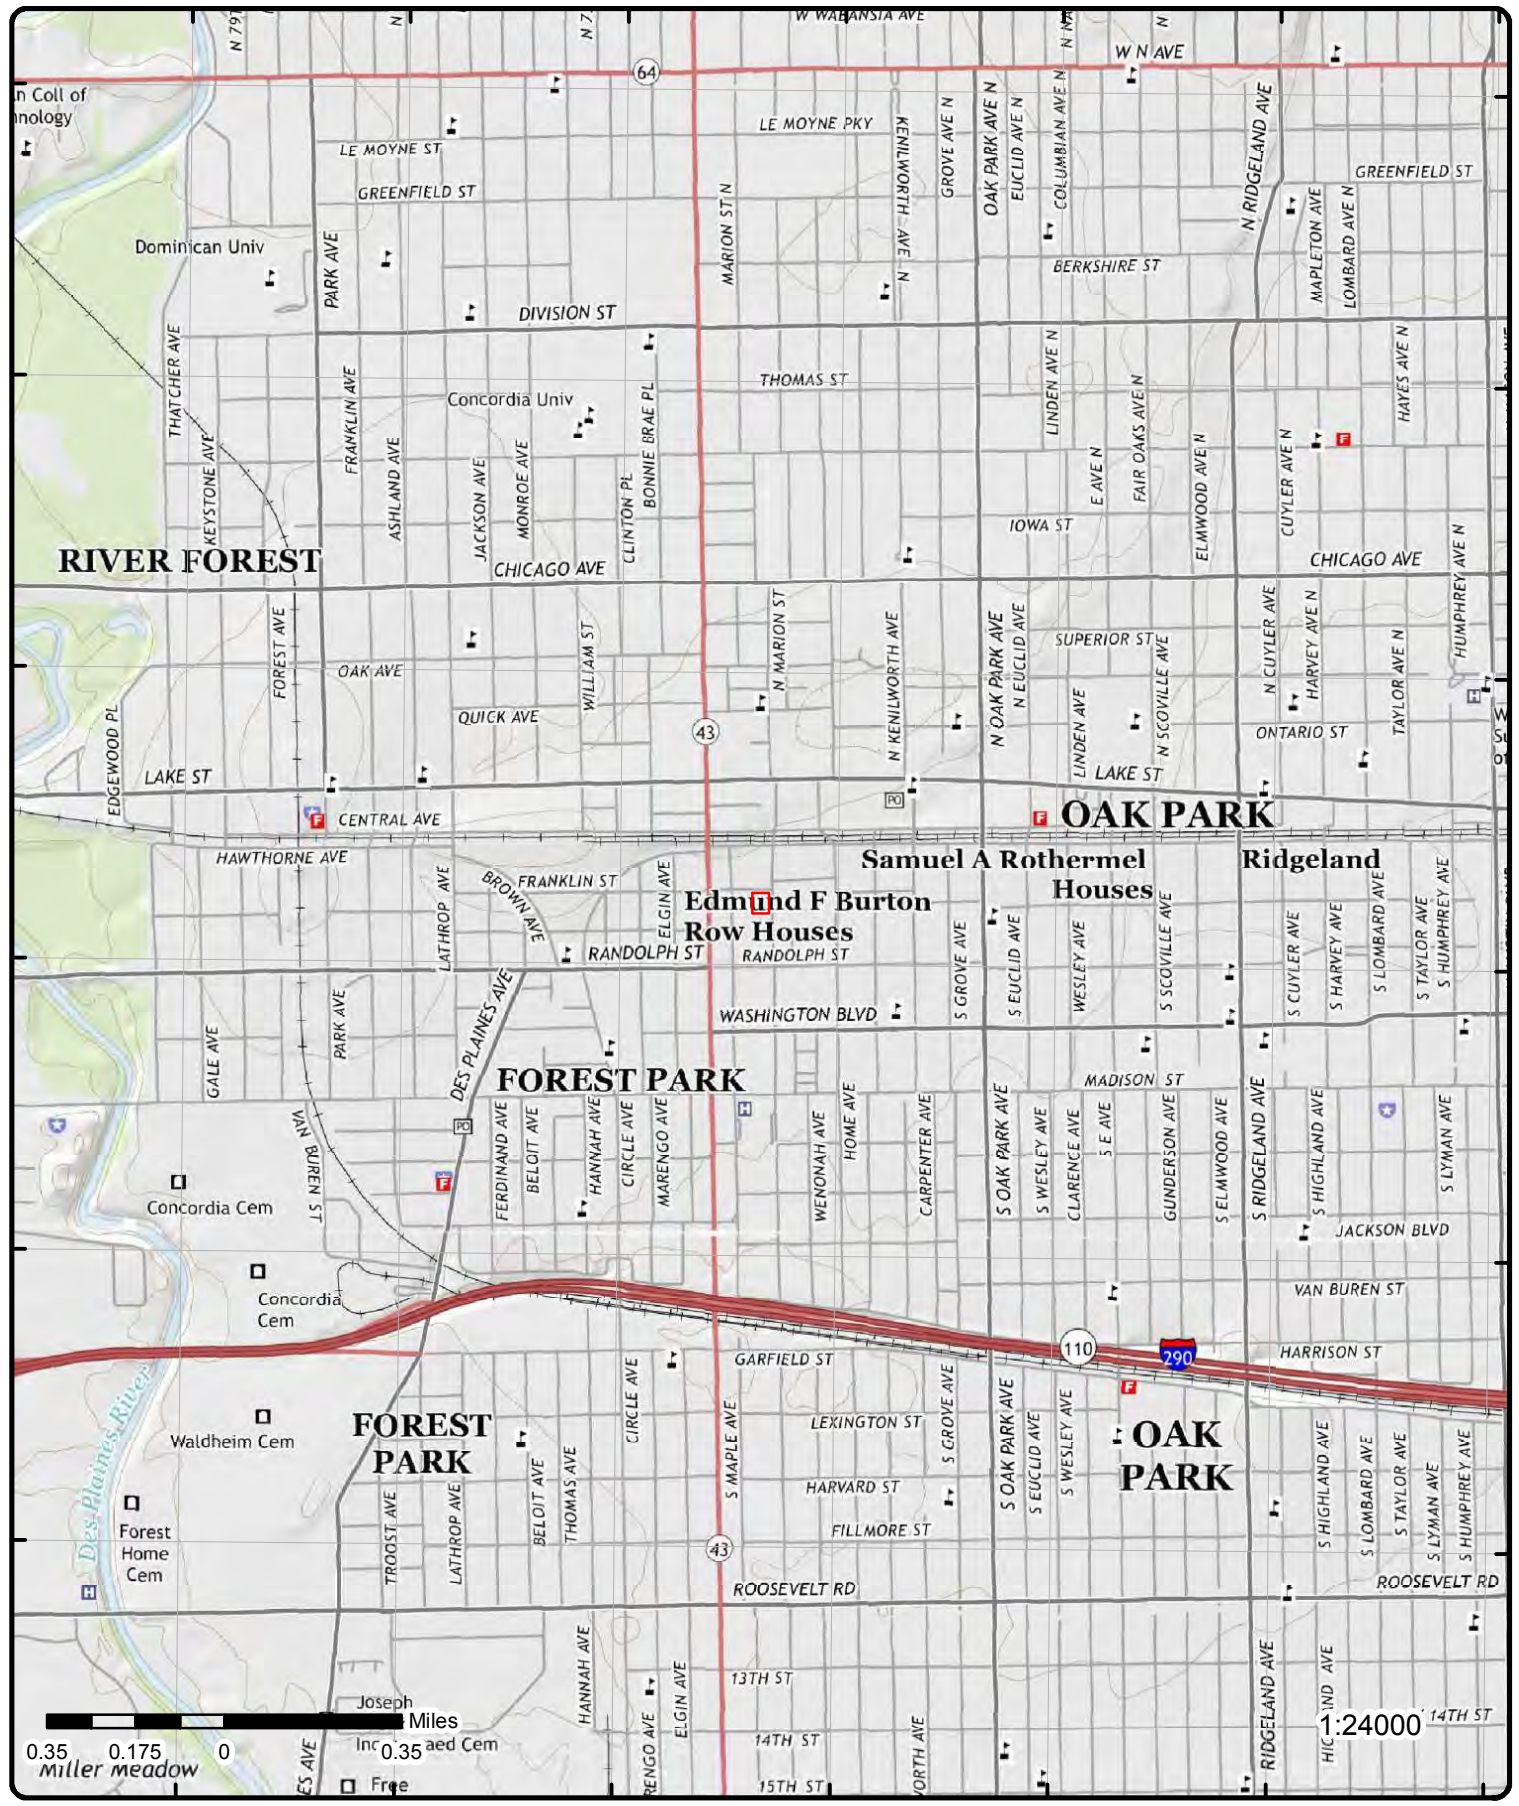 W WABANSIA AVE
N 79T
W N AVE
64
n Coll of
nnology
LE MOYNE PKY
LE MOYNE ST
GREENFIELD ST
GREENFIELD ST
KENILWORTH AVE N
GROVE AVE N
OAK PARK AVE N
EUCLID AVE N
COLUMBIAN AVE N
N RIDGELAND AVE
MAPLETON AVE
LOMBARD AVE N
MARION ST N
Dominican Univ
PARK AVE
BERKSHIRE ST
DIVISION ST
THATCHER AVE
FRANKLIN AVE
Concordia Univ
THOMAS ST
LINDEN AVE N
FAIR OAKS AVE N
HAYES AVE N
KEYSTONE AVE
ASHLAND AVE
JACKSON AVE
MONROE AVE
CLINTON PL
BONNIE BRAE PL
E AVE N
ELMWOOD AVE N
CUYLER AVE N
IOWA ST
RIVER FOREST
CHICAGO AVE
CHICAGO AVE
HUMPHREY AVE N
FOREST AVE
OAK AVE
WILLIAM ST
QUICK AVE
N MARION ST
N KENILWORTH AVE
N OAK PARK AVE
N EUCLID AVE
SUPERIOR ST
N SCOVILLE AVE
LINDEN AVE
N CUYLER AVE
HARVEY AVE N
TAYLOR AVE N
ONTARIO ST
43
H
EDGEWOOD PL
LAKE ST
LAKE ST
PO
F
CENTRAL AVE
F
OAK PARK
HAWTHORNE AVE
Samuel A Rothermel
Houses
Ridgeland
LATHROP AVE
BROWN AVE
FRANKLIN ST
ELGIN AVE
Edmund F Burton
Row Houses
RANDOLPH ST
RANDOLPH ST
S GROVE AVE
S EUCLID AVE
WESLEY AVE
S SCOVILLE AVE
S CUYLER AVE
S HARVEY AVE
S LOMBARD AVE
S TAYLOR AVE
S HUMPHREY AVE
GALE AVE
PARK AVE
DES PLAINES AVE
WASHINGTON BLVD
FOREST PARK
MADISON ST
VAN BUREN ST
PO
H
F
FERDINAND AVE
BELOIT AVE
HANNAH AVE
CIRCLE AVE
MARENGO AVE
WENONAH AVE
HOME AVE
CARPENTER AVE
S OAK PARK AVE
S WESLEY AVE
CLARENCE AVE
S E AVE
GUNDERSON AVE
S ELMWOOD AVE
S RIDGELAND AVE
S HIGHLAND AVE
S LYMAN AVE
Concordia Cem
JACKSON BLVD
Concordia
Cem
VAN BUREN ST
110
290
HARRISON ST
GARFIELD ST
Des Plaines River
CIRCLE AVE
S MAPLE AVE
LEXINGTON ST
S GROVE AVE
S OAK PARK AVE
S EUCLID AVE
S WESLEY AVE
F
FOREST
PARK
OAK
PARK
Waldheim Cem
BELOIT AVE
THOMAS AVE
HARVARD ST
S HIGHLAND AVE
S LOMBARD AVE
S TAYLOR AVE
S LYMAN AVE
S HUMPHREY AVE
TROOST AVE
LATHROP AVE
FILLMORE ST
Forest
Home
Cem
43
H
ROOSEVELT RD
ROOSEVELT RD
HANNAH AVE
ELGIN AVE
13TH ST
RIDGELAND AVE
Joseph
Miles
14TH ST
1:24000
14TH ST
0.35
0.175
0
0.35
Miller Meadow
ES AVE
Free
RENGO AVE
15TH ST
WORTH AVE